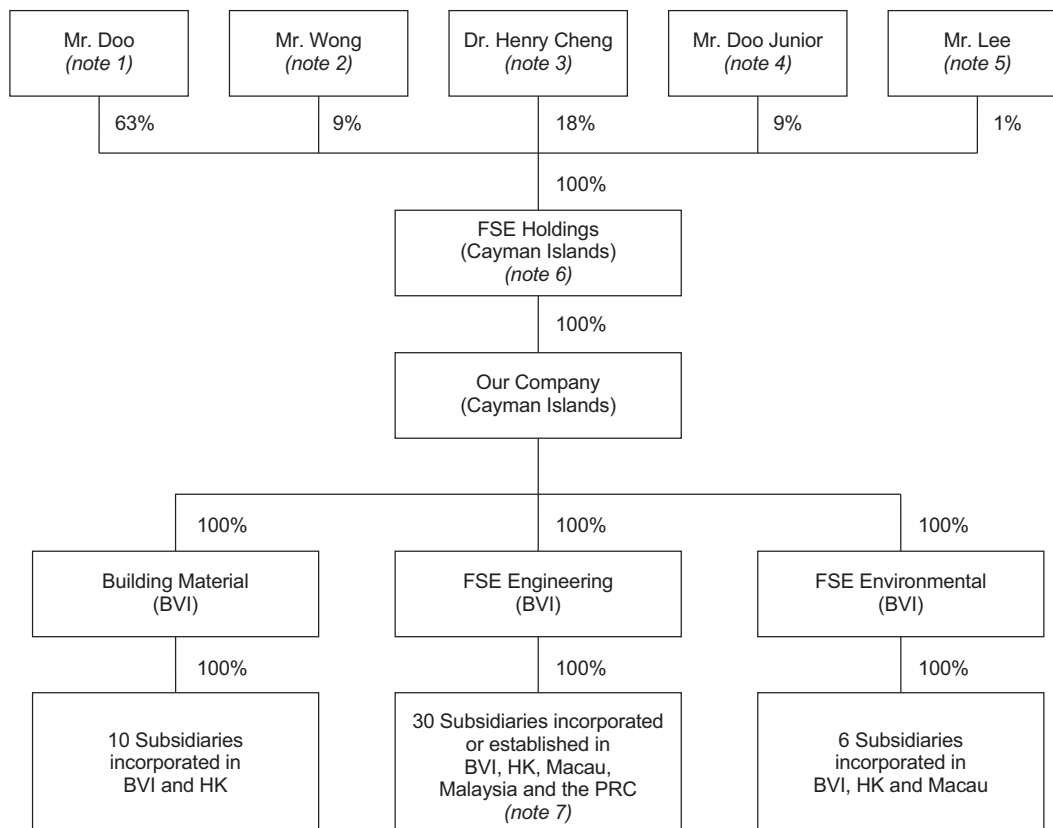 Mr. Doo
(note 1)
Mr. Wong
(note 2)
Dr. Henry Cheng
(note 3)
Mr. Doo Junior
(note 4)
Mr. Lee
(note 5)
63%
9%
18%
9%
1%
100%
FSE Holdings
(Cayman Islands)
(note 6)
100%
Our Company
(Cayman Islands)
100%
100%
100%
Building Material
(BVI)
FSE Engineering
(BVI)
FSE Environmental
(BVI)
100%
100%
100%
10 Subsidiaries
incorporated in
BVI and HK
30 Subsidiaries incorporated
or established in
BVI, HK, Macau,
Malaysia and the PRC
(note 7)
6 Subsidiaries
incorporated in
BVI, HK and Macau